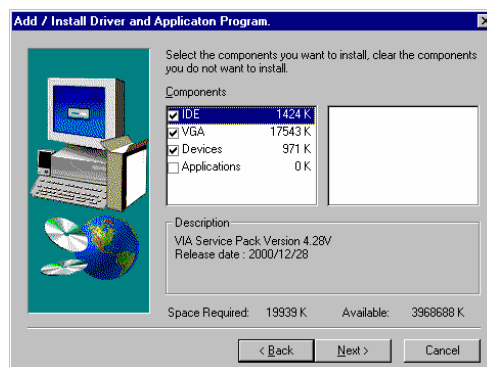 Add / Install Driver and Applicaton Program.
Select the components you want to install, clear the components
you do not want to install.
Components
IDE 1424 K
VGA 17543 K
Devices 971 K
Applications 0 K
Description
VIA Service Pack Version 4.28V
Release date : 2000/12/28
Space Required: 19939 K Available: 3968688 K
< Back Next > Cancel